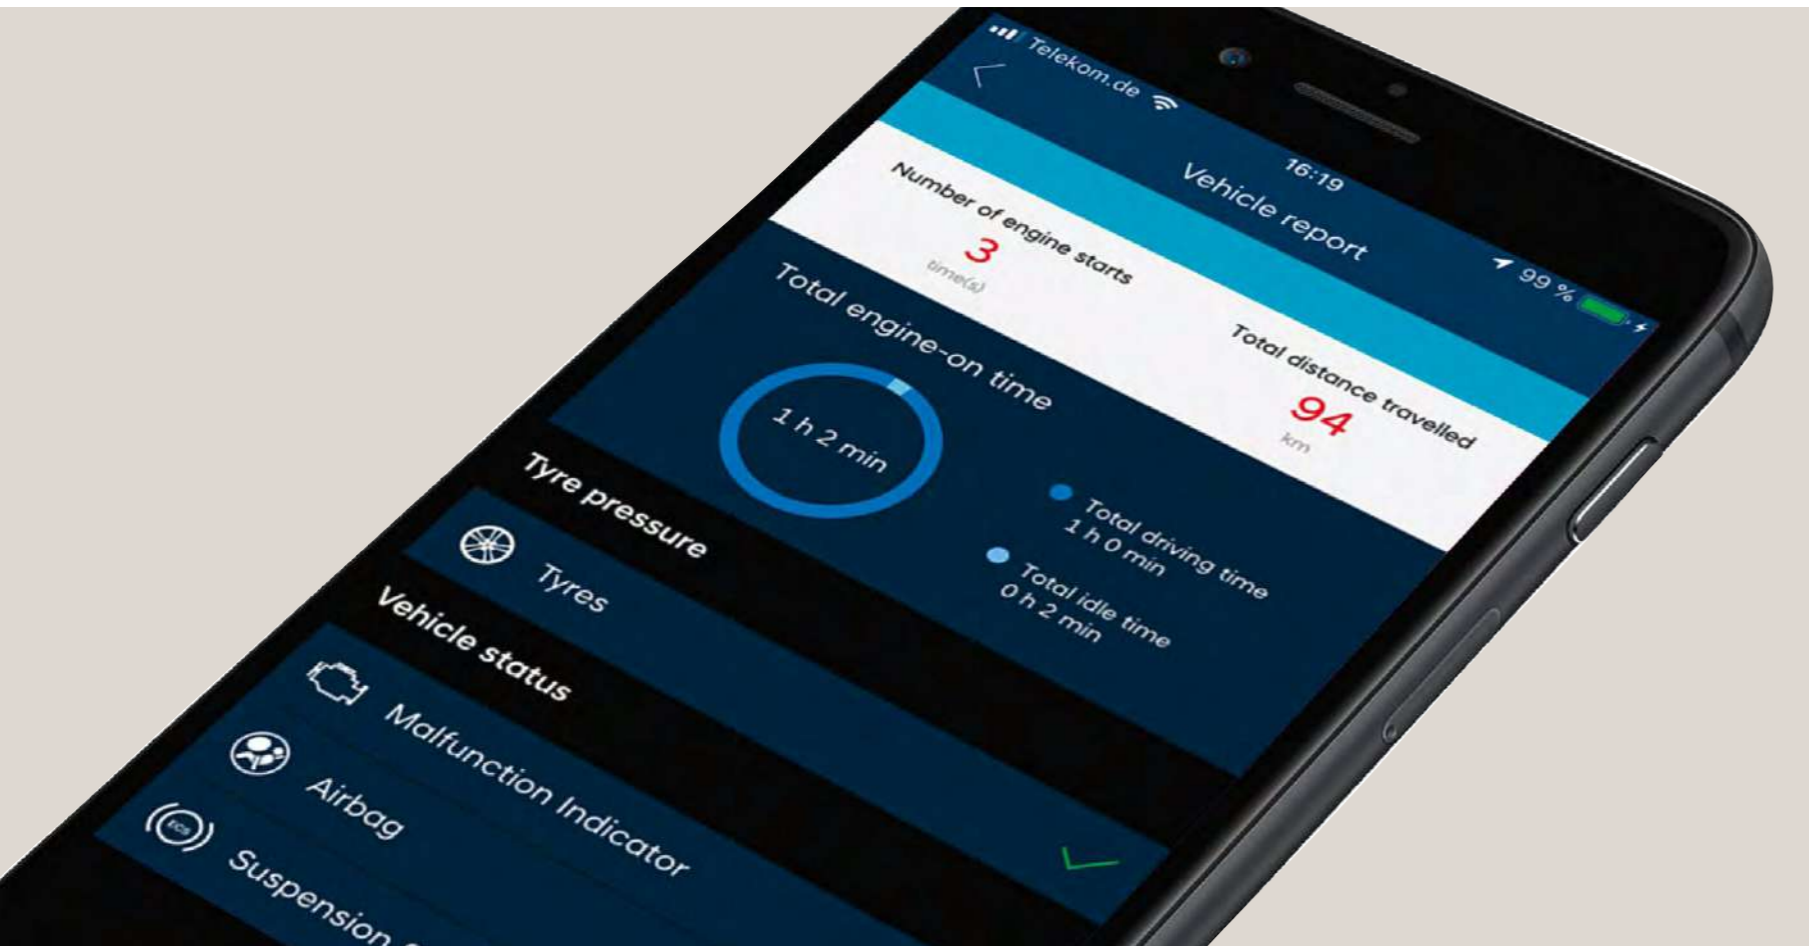 Telekom.de
16:19
99 %
Vehicle report
Number of engine starts
3
time(s)
Total distance travelled
94
km
Total engine-on time
1 h 2 min
Total driving time
1 h 0 min
Total idle time
0 h 2 min
Tyre pressure
Tyres
Vehicle status
Malfunction Indicator
Airbag
ECS
Suspension